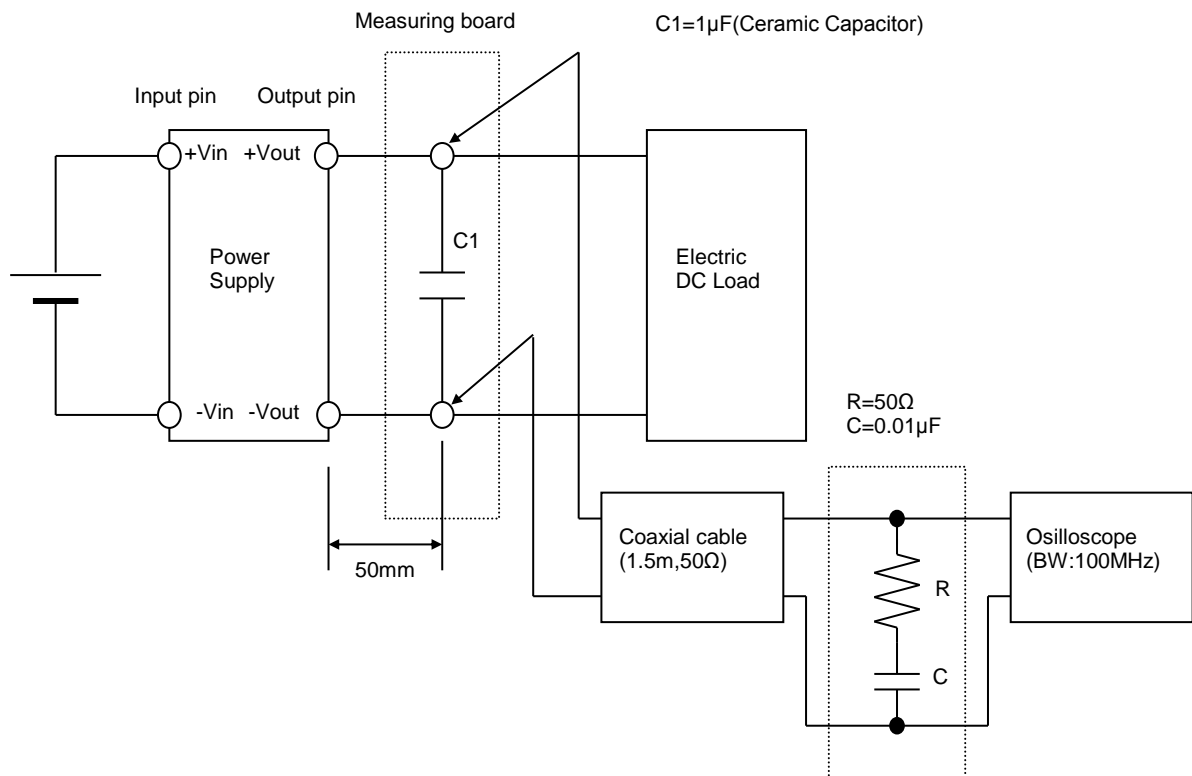 Measuring board
C1=1µF(Ceramic Capacitor)
Input pin
Output pin
+Vin
+Vout
C1
Power
Supply
Electric
DC Load
-Vin
-Vout
R=50Ω
C=0.01µF
50mm
Coaxial cable
(1.5m,50Ω)
R
C
Osilloscope
(BW:100MHz)